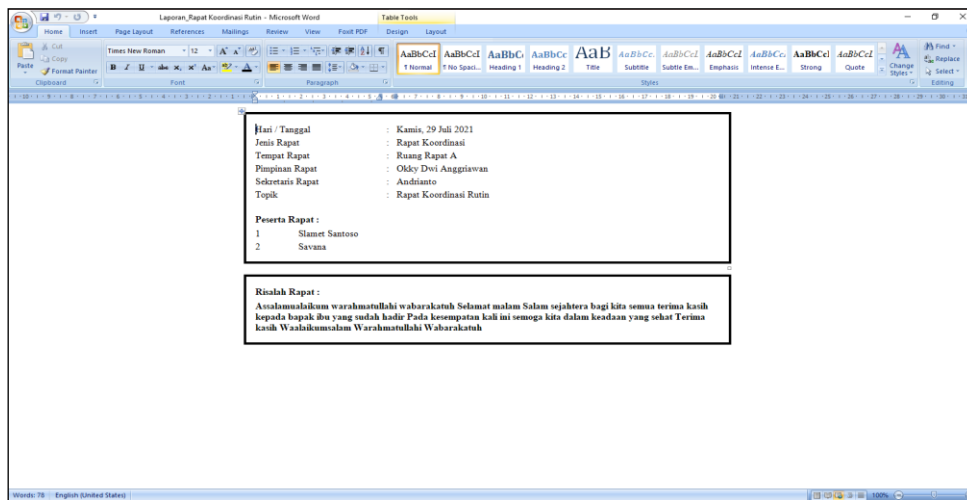 Laporan_Rapat Koordinasi Rutin - Microsoft Word Table Tools
Home Insert Page Layout References Mailings Review View Foxit PDF Design Layout
Paste
Cut
Copy
Format Painter
Clipboard
Times New Roman 12
Font
Paragraph
AaBbCcI AaBbCcI AaBbC AaBbCc AaB AaBbCc. AaBbCcI AaBbCcI AaBbCc. AaBbCcl AaBbCcI
¶ Normal ¶ No Spaci... Heading 1 Heading 2 Title Subtitle Subtle Em... Emphasis Intense E... Strong Quote
Change Styles
Styles
Find
Replace
Select
Editing
Hari / Tanggal : Kamis, 29 Juli 2021
Jenis Rapat : Rapat Koordinasi
Tempat Rapat : Ruang Rapat A
Pimpinan Rapat : Okky Dwi Anggriawan
Sekretaris Rapat : Andrianto
Topik : Rapat Koordinasi Rutin
Peserta Rapat :
1 Slamet Santoso
2 Savana
Risalah Rapat :
Assalamualaikum warahmatullahi wabarakatuh Selamat malam Salam sejahtera bagi kita semua terima kasih
kepada bapak ibu yang sudah hadir Pada kesempatan kali ini semoga kita dalam keadaan yang sehat Terima
kasih Waalaikumsalam Warahmatullahi Wabarakatuh
Words: 78 English (United States) 100%